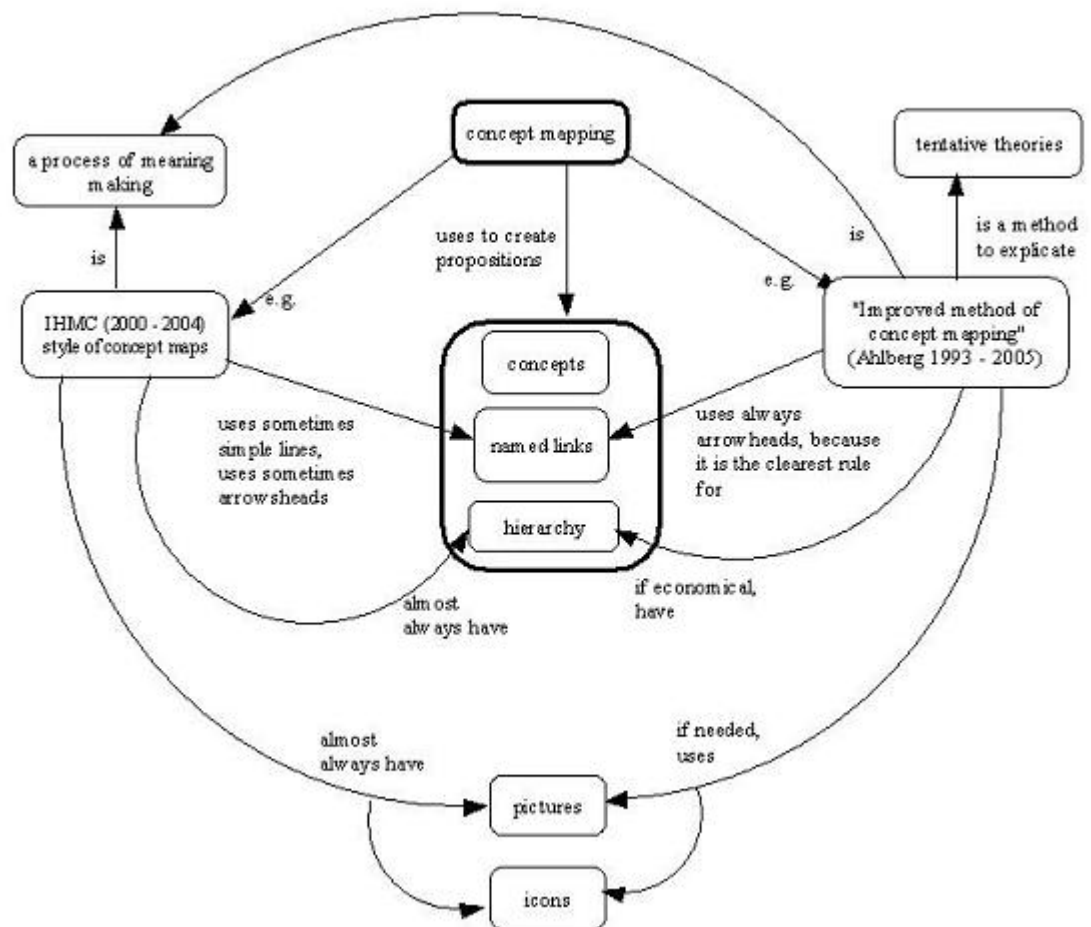 concept mapping
tentative theories
a process of meaning
making
is
uses to create
propositions
is
is a method
to explicate
e.g.
e.g.
IHMC (2000 - 2004)
style of concept maps
"Improved method of
concept mapping"
(Ahlberg 1993 - 2005)
concepts
uses sometimes
simple lines,
uses sometimes
arrowsheads
named links
uses always
arrowheads, because
it is the clearest rule
for
hierarchy
almost
always have
if economical,
have
almost
always have
if needed,
uses
pictures
icons